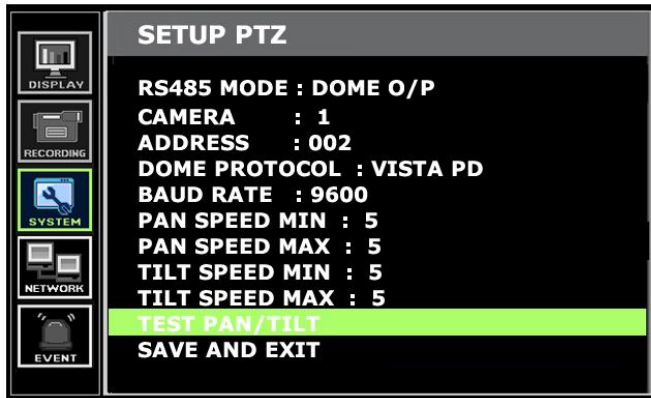 SETUP PTZ
DISPLAY
RECORDING
SYSTEM
NETWORK
EVENT
RS485 MODE : DOME O/P
CAMERA : 1
ADDRESS : 002
DOME PROTOCOL : VISTA PD
BAUD RATE : 9600
PAN SPEED MIN : 5
PAN SPEED MAX : 5
TILT SPEED MIN : 5
TILT SPEED MAX : 5
TEST PAN/TILT
SAVE AND EXIT